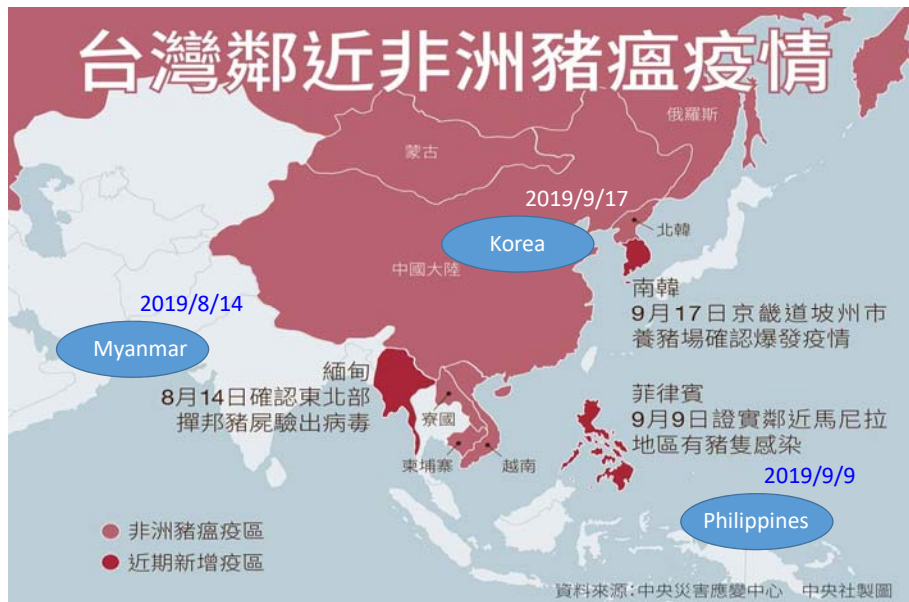 台灣鄰近非洲豬瘟疫情
俄羅斯
蒙古
2019/9/17
北韓
Korea
中國大陸
南韓
9月17日京畿道坡州市
養豬場確認爆發疫情
2019/8/14
Myanmar
緬甸
8月14日確認東北部
撣邦豬屍驗出病毒
菲律賓
9月9日證實鄰近馬尼拉
地區有豬隻感染
寮國
柬埔寨
越南
2019/9/9
Philippines
非洲豬瘟疫區
近期新增疫區
資料來源:中央災害應變中心 中央社製圖